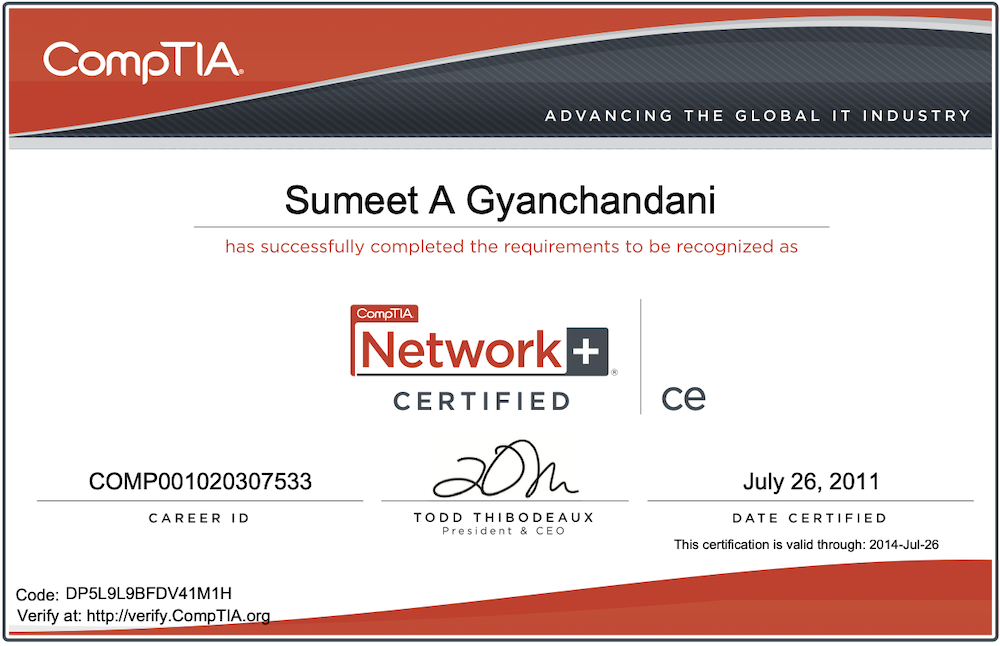 CompTIA®
ADVANCING THE GLOBAL IT INDUSTRY
Sumeet A Gyanchandani
has successfully completed the requirements to be recognized as
CompTIA
Network+®
CERTIFIED
ce
COMP001020307533
July 26, 2011
CAREER ID
TODD THIBODEAUX
DATE CERTIFIED
President & CEO
This certification is valid through: 2014-Jul-26
Code: DP5L9L9BFDV41M1H
Verify at: http://verify.CompTIA.org